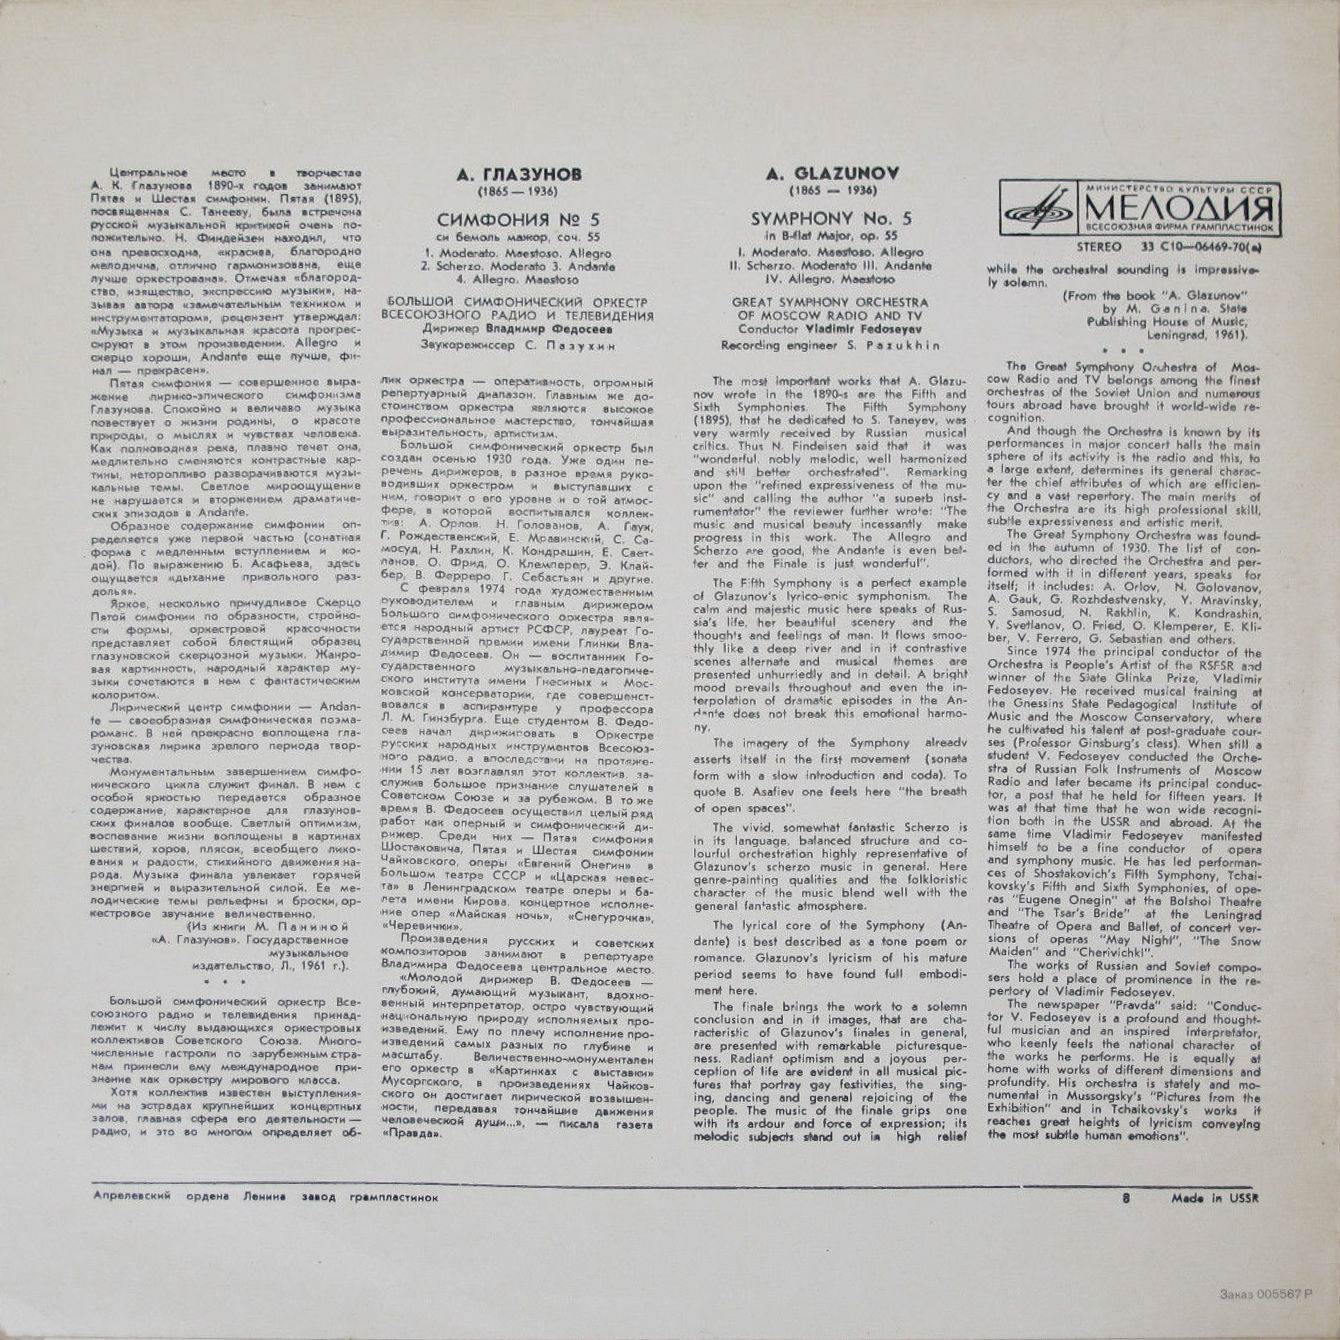 Центральное место в творчестве
А. К. Глазунова 1890-х годов занимают
Пятая и Шестая симфонии. Пятая (1895),
посвященная С. Танееву, была встречена
русской музыкальной критикой очень по-
ложительно. Н. Финдейзен находил, что
она превосходна, «красива, благородно
мелодична, отлично гармонизована, еще
лучше оркестрована». Отмечая «благород-
ство, изящество, экспрессию музыки», на-
зывая автора «замечательным техником и
инструментатором», рецензент утверждал:
«Музыка и музыкальная красота прогрес-
сируют в этом произведении. Allegro и
скерцо хороши, Andante еще лучше, фи-
нал — прекрасен».
Пятая симфония — совершенное выра-
жение лирико-эпического симфонизма
Глазунова. Спокойно и величаво музыка
повествует о жизни родины, о красоте
природы, о мыслях и чувствах человека.
Как полноводная река, плавно течет она,
медлительно сменяются контрастные кар-
тины, неторопливо разворачиваются музы-
кальные темы. Светлое мироощущение
не нарушается и вторжением драматиче-
ских эпизодов в Andante.
Образное содержание симфонии оп-
ределяется уже первой частью (сонатная
форма с медленным вступлением и ко-
дой). По выражению Б. Асафьева, здесь
ощущается «дыхание привольного раз-
долья».
Яркое, несколько причудливое Скерцо
Пятой симфонии по образности, стройно-
сти формы, оркестровой красочности
представляет собой блестящий образец
глазуновской скерцозной музыки. Жанро-
вая картинность, народный характер му-
зыки сочетаются в нем с фантастическим
колоритом.
Лирический центр симфонии — Andan-
te — своеобразная симфоническая поэма-
романс. В ней прекрасно воплощена гла-
зуновская лирика зрелого периода твор-
чества.
Монументальным завершением симфо-
нического цикла служит финал. В нем с
особой яркостью передается образное
содержание, характерное для глазунов-
ских финалов вообще. Светлый оптимизм,
воспевание жизни воплощены в картинах
шествий, хоров, плясок, всеобщего лико-
вания и радости, стихийного движения на-
рода. Музыка финала увлекает горячей
энергией и выразительной силой. Ее ме-
лодические темы рельефны и броски, ор-
кестровое звучание величественно.
(Из книги М. Паниной
«А. Глазунов». Государственное
музыкальное
издательство, Л., 1961 г.).
* * *
Большой симфонический оркестр Все-
союзного радио и телевидения принад-
лежит к числу выдающихся оркестровых
коллективов Советского Союза. Много-
численные гастроли по зарубежным стра-
нам принесли ему международное при-
знание как оркестру мирового класса.
Хотя коллектив известен выступления-
ми на эстрадах крупнейших концертных
залов, главная сфера его деятельности —
радио, и это во многом определяет об-
А. ГЛАЗУНОВ
(1865 — 1936)
СИМФОНИЯ № 5
си бемоль мажор, соч. 55
1. Moderato. Maestoso. Allegro
2. Scherzo. Moderato 3. Andante
4. Allegro. Maestoso
БОЛЬШОЙ СИМФОНИЧЕСКИЙ ОРКЕСТР
ВСЕСОЮЗНОГО РАДИО И ТЕЛЕВИДЕНИЯ
Дирижер Владимир Федосеев
Звукорежиссер С. Пазухин
лик оркестра — оперативность, огромный
репертуарный диапазон. Главным же до-
стоинством оркестра являются высокое
профессиональное мастерство, тончайшая
выразительность, артистизм.
Большой симфонический оркестр был
создан осенью 1930 года. Уже один пе-
речень дирижеров, в разное время руко-
водивших оркестром и выступавших с
ним, говорит о его уровне и о той атмос-
фере, в которой воспитывался коллек-
тив: А. Орлов, Н. Голованов, А. Гаук,
Г. Рождественский, Е. Мравинский, С. Са-
мосуд, Н. Рахлин, К. Кондрашин, Е. Свет-
ланов, О. Фрид, О. Клемперер, Э. Клай-
бер, В. Ферреро, Г. Себастьян и другие.
С февраля 1974 года художественным
руководителем и главным дирижером
Большого симфонического оркестра явля-
ется народный артист РСФСР, лауреат Го-
сударственной премии имени Глинки Вла-
димир Федосеев. Он — воспитанник Го-
сударственного музыкально-педагогиче-
ского института имени Гнесиных и Мос-
ковской консерватории, где совершенст-
вовался в аспирантуре у профессора
Л. М. Гинзбурга. Еще студентом В. Федо-
сеев начал дирижировать в Оркестре
русских народных инструментов Всесоюз-
ного радио, а впоследствии на протяже-
нии 15 лет возглавлял этот коллектив, за-
служив большое признание слушателей в
Советском Союзе и за рубежом. В то же
время В. Федосеев осуществил целый ряд
работ как оперный и симфонический ди-
рижер. Среди них — Пятая симфония
Шостаковича, Пятая и Шестая симфонии
Чайковского, оперы «Евгений Онегин» в
Большом театре СССР и «Царская невес-
та» в Ленинградском театре оперы и ба-
лета имени Кирова, концертное исполне-
ние опер «Майская ночь», «Снегурочка»,
«Черевички».
Произведения русских и советских
композиторов занимают в репертуаре
Владимира Федосеева центральное место.
«Молодой дирижер В. Федосеев —
глубокий, думающий музыкант, вдохно-
венный интерпретатор, остро чувствующий
национальную природу исполняемых про-
изведений. Ему по плечу исполнение про-
изведений самых разных по глубине и
масштабу. Величественно-монументален
его оркестр в «Картинках с выставки»
Мусоргского, в произведениях Чайков-
ского он достигает лирической возвышен-
ности, передавая тончайшие движения
человеческой души...», — писала газета
«Правда».
A. GLAZUNOV
(1865 — 1936)
SYMPHONY No. 5
in B-flat Major, op. 55
I. Moderato. Maestoso. Allegro
II. Scherzo. Moderato III. Andante
IV. Allegro. Maestoso
GREAT SYMPHONY ORCHESTRA
OF MOSCOW RADIO AND TV
Conductor Vladimir Fedoseyev
Recording engineer S. Pazukhin
The most important works that A. Glazu-
nov wrote in the 1890-s are the Fifth and
Sixth Symphonies. The Fifth Symphony
(1895), that he dedicated to S. Taneyev, was
very warmly received by Russian musical
critics. Thus N. Findeisen said that it was
"wonderful, nobly melodic, well harmonized
and still better orchestrated". Remarking
upon the "refined expressiveness of the mu-
sic" and calling the author "a superb inst-
rumentator" the reviewer further wrote: "The
music and musical beauty incessantly make
progress in this work. The Allegro and
Scherzo are good, the Andante is even bet-
ter and the Finale is just wonderful".
The Fifth Symphony is a perfect example
of Glazunov's lyrico-epic symphonism. The
calm and majestic music here speaks of Rus-
sia's life, her beautiful scenery and the
thoughts and feelings of man. It flows smoo-
thly like a deep river and in it contrastive
scenes alternate and musical themes are
presented unhurriedly and in detail. A bright
mood prevails throughout and even the in-
terpolation of dramatic episodes in the An-
dante does not break this emotional harmo-
ny.
The imagery of the Symphony already
asserts itself in the first movement (sonata
form with a slow introduction and coda). To
quote B. Asafiev one feels here "the breath
of open spaces".
The vivid, somewhat fantastic Scherzo is
in its language, balanced structure and co-
lourful orchestration highly representative of
Glazunov's scherzo music in general. Here
genre-painting qualities and the folkloristic
character of the music blend well with the
general fantastic atmosphere.
The lyrical core of the Symphony (An-
dante) is best described as a tone poem or
romance. Glazunov's lyricism of his mature
period seems to have found full embodi-
ment here.
The finale brings the work to a solemn
conclusion and in it images, that are cha-
racteristic of Glazunov's finales in general,
are presented with remarkable picturesque-
ness. Radiant optimism and a joyous per-
ception of life are evident in all musical pic-
tures that portray gay festivities, the sing-
ing, dancing and general rejoicing of the
people. The music of the finale grips one
with its ardour and force of expression; its
melodic subjects stand out in high relief
МИНИСТЕРСТВО КУЛЬТУРЫ СССР
МЕЛОДИЯ
ВСЕСОЮЗНАЯ ФИРМА ГРАМПЛАСТИНОК
STEREO 33 С10—06469-70(а)
while the orchestral sounding is impressive-
ly solemn.
(From the book "A. Glazunov"
by M. Ganina. State
Publishing House of Music,
Leningrad, 1961).
* * *
The Great Symphony Orchestra of Mos-
cow Radio and TV belongs among the finest
orchestras of the Soviet Union and numerous
tours abroad have brought it world-wide re-
cognition.
And though the Orchestra is known by its
performances in major concert halls the main
sphere of its activity is the radio and this, to
a large extent, determines its general charac-
ter the chief attributes of which are efficien-
cy and a vast repertory. The main merits of
the Orchestra are its high professional skill,
subtle expressiveness and artistic merit.
The Great Symphony Orchestra was found-
ed in the autumn of 1930. The list of con-
ductors, who directed the Orchestra and per-
formed with it in different years, speaks for
itself; it includes: A. Orlov, N. Golovanov,
A. Gauk, G. Rozhdestvensky, Y. Mravinsky,
S. Samosud, N. Rakhlin, K. Kondrashin,
Y. Svetlanov, O. Fried, O. Klemperer, E. Kli-
ber, V. Ferrero, G. Sebastian and others.
Since 1974 the principal conductor of the
Orchestra is People's Artist of the RSFSR and
winner of the State Glinka Prize, Vladimir
Fedoseyev. He received musical training at
the Gnessins State Pedagogical Institute of
Music and the Moscow Conservatory, where
he cultivated his talent at post-graduate cour-
ses (Professor Ginsburg's class). When still a
student V. Fedoseyev conducted the Orche-
stra of Russian Folk Instruments of Moscow
Radio and later became its principal conduc-
tor, a post that he held for fifteen years. It
was at that time that he won wide recogni-
tion both in the USSR and abroad. At the
same time Vladimir Fedoseyev manifested
himself to be a fine conductor of opera
and symphony music. He has led performan-
ces of Shostakovich's Fifth Symphony, Tchai-
kovsky's Fifth and Sixth Symphonies, of ope-
ras "Eugene Onegin" at the Bolshoi Theatre
and "The Tsar's Bride" at the Leningrad
Theatre of Opera and Ballet, of concert ver-
sions of operas "May Night", "The Snow
Maiden" and "Cherivichki".
The works of Russian and Soviet compo-
sers hold a place of prominence in the re-
pertory of Vladimir Fedoseyev.
The newspaper "Pravda" said: "Conduc-
tor V. Fedoseyev is a profound and thought-
ful musician and an inspired interpretator,
who keenly feels the national character of
the works he performs. He is equally at
home with works of different dimensions and
profundity. His orchestra is stately and mo-
numental in Mussorgsky's "Pictures from the
Exhibition" and in Tchaikovsky's works it
reaches great heights of lyricism conveying
the most subtle human emotions".
Апрелевский ордена Ленина завод грампластинок
8 Made in USSR
Заказ 005567 Р